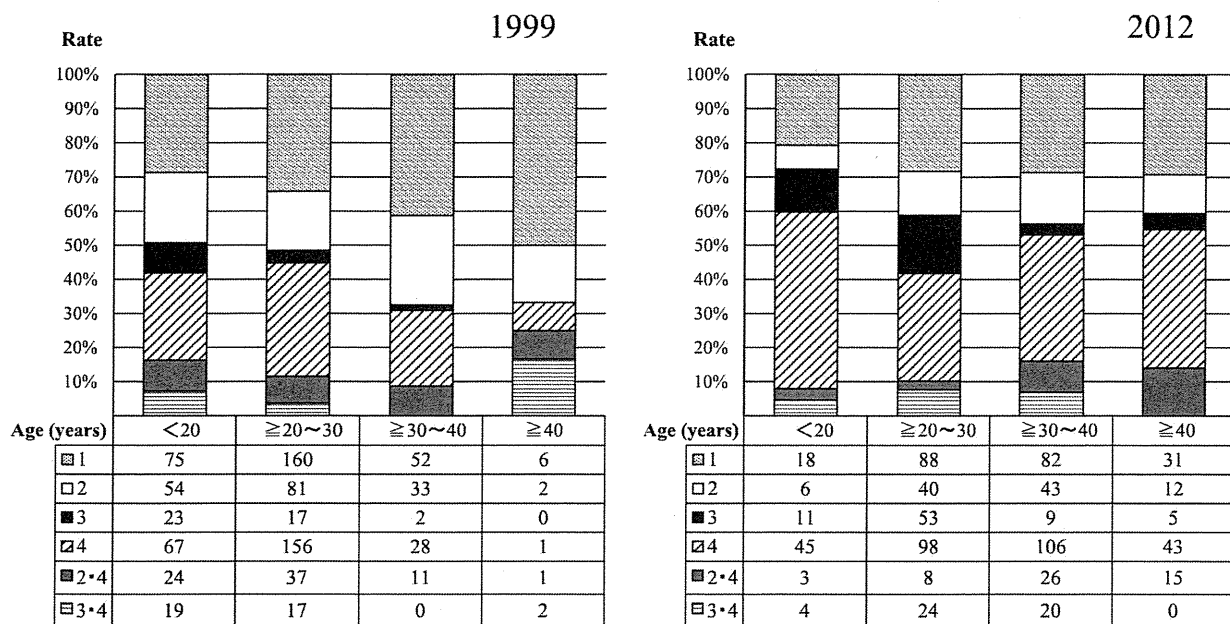 1999
Rate
100%
90%
80%
70%
60%
50%
40%
30%
20%
10%
Age (years) <20 ≧20~30 ≧30~40 ≧40
1 75 160 52 6
2 54 81 33 2
3 23 17 2 0
4 67 156 28 1
2・4 24 37 11 1
3・4 19 17 0 2
2012
Rate
100%
90%
80%
70%
60%
50%
40%
30%
20%
10%
Age (years) <20 ≧20~30 ≧30~40 ≧40
1 18 88 82 31
2 6 40 43 12
3 11 53 9 5
4 45 98 106 43
2・4 3 8 26 15
3・4 4 24 20 0